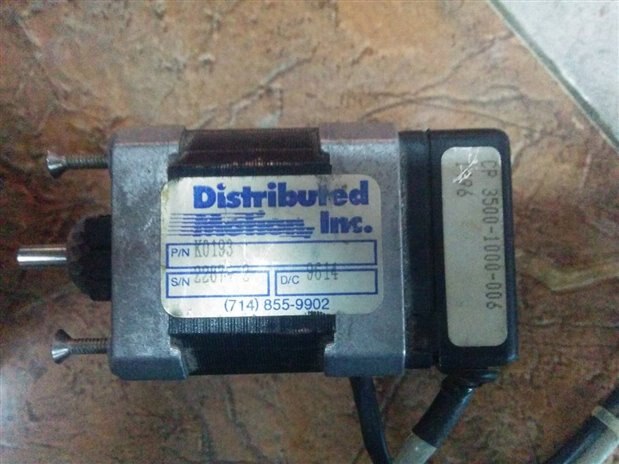 Distributed
Motion, Inc.
P/N K0193
S/N D/C 9614
(714) 855-9902
CP 3500-1000-006